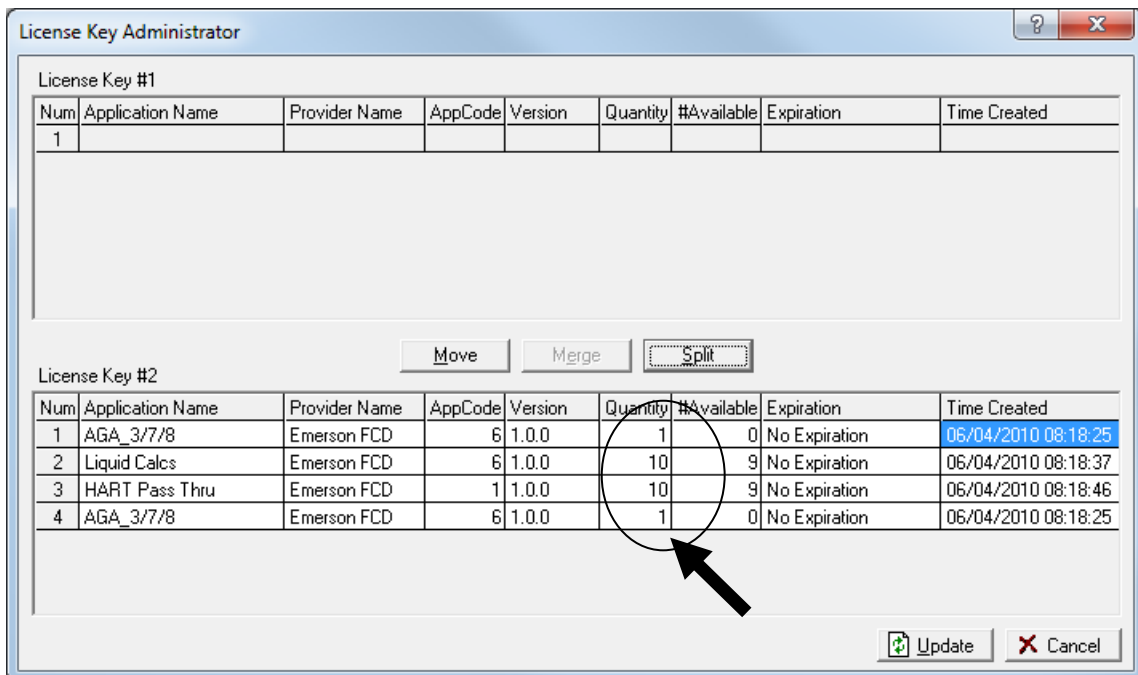 License Key Administrator
License Key #1
Num Application Name Provider Name AppCode Version Quantity #Available Expiration Time Created
1
Move Merge Split
License Key #2
Num Application Name Provider Name AppCode Version Quantity #Available Expiration Time Created
1 AGA_3/7/8 Emerson FCD 6 1.0.0 1 0 No Expiration 06/04/2010 08:18:25
2 Liquid Calcs Emerson FCD 6 1.0.0 10 9 No Expiration 06/04/2010 08:18:37
3 HART Pass Thru Emerson FCD 1 1.0.0 10 9 No Expiration 06/04/2010 08:18:46
4 AGA_3/7/8 Emerson FCD 6 1.0.0 1 0 No Expiration 06/04/2010 08:18:25
Update Cancel